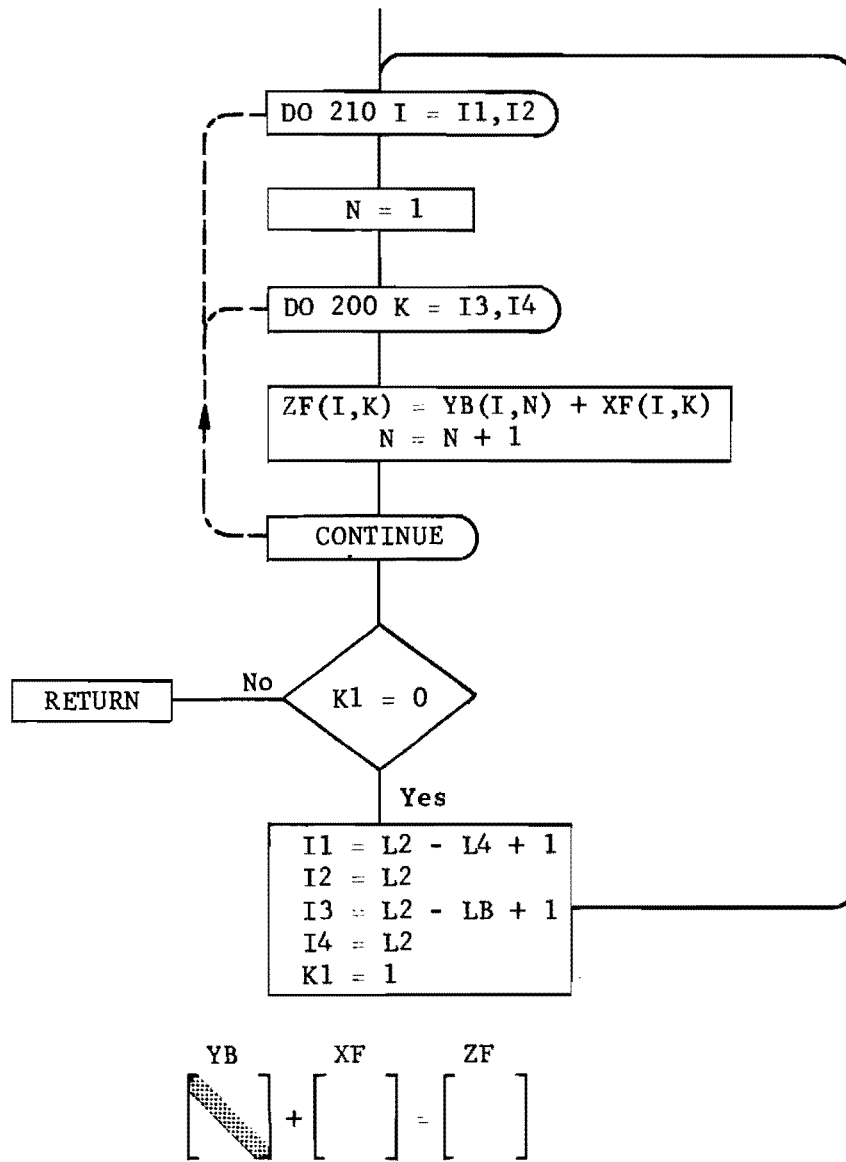 DO 210 I = I1,I2
N = 1
DO 200 K = I3,I4
ZF(I,K) = YB(I,N) + XF(I,K)
N = N + 1
CONTINUE
No
RETURN
K1 = 0
Yes
I1 = L2 - L4 + 1
I2 = L2
I3 = L2 - LB + 1
I4 = L2
K1 = 1
YB XF ZF
[ ] + [ ] = [ ]